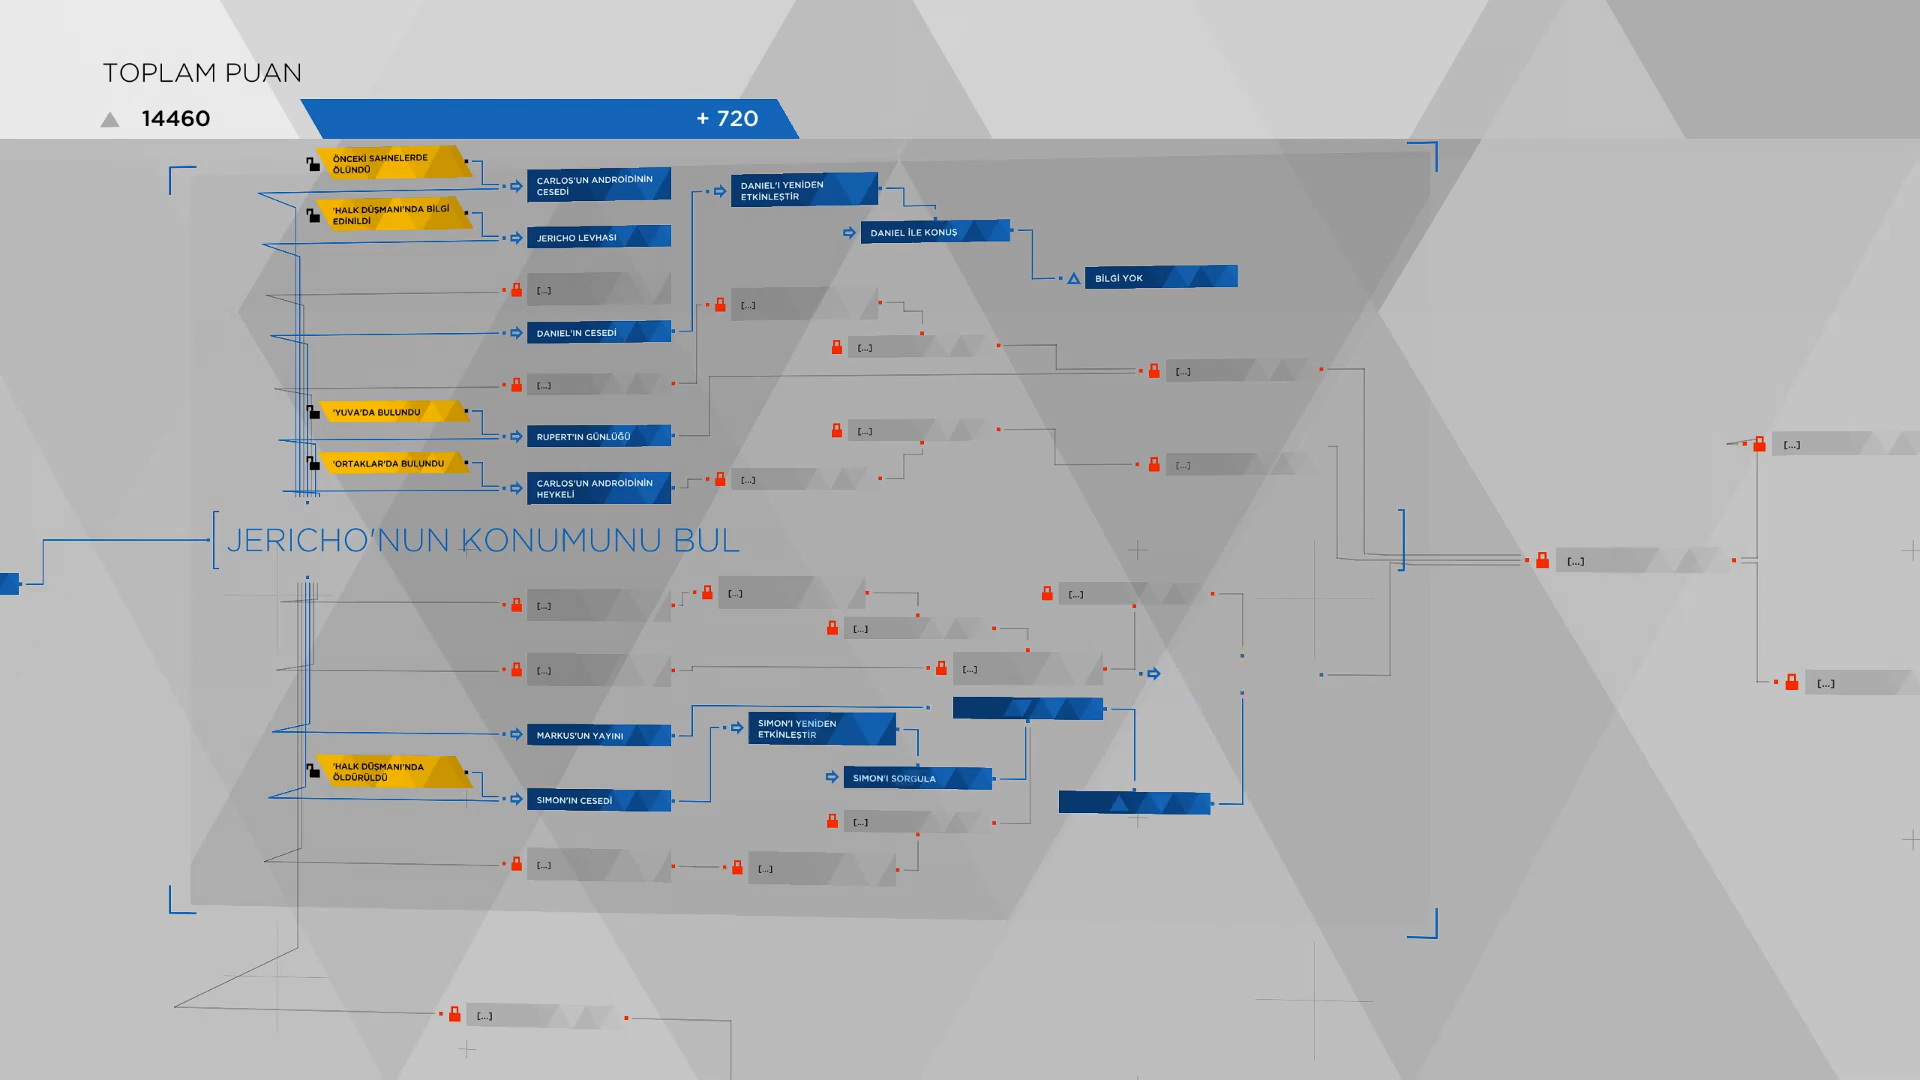 TOPLAM PUAN
14460
+ 720
ÖNCEKİ SAHNELERDE
ÖLÜNDÜ
CARLOS'UN ANDROİDİNİN
CESEDİ
DANIEL'I YENİDEN
ETKİNLEŞTİR
'HALK DÜŞMANI'NDA BİLGİ
EDİNİLDİ
JERICHO LEVHASI
DANIEL İLE KONUŞ
BİLGİ YOK
[...]
[...]
DANIEL'IN CESEDİ
[...]
[...]
[...]
'YUVA'DA BULUNDU
RUPERT'IN GÜNLÜĞÜ
[...]
[...]
[...]
'ORTAKLAR'DA BULUNDU
CARLOS'UN ANDROİDİNİN
HEYKELİ
[...]
JERICHO'NUN KONUMUNU BUL
[...]
[...]
[...]
[...]
[...]
[...]
[...]
[...]
SIMON'I YENİDEN
ETKİNLEŞTİR
MARKUS'UN YAYINI
'HALK DÜŞMANI'NDA
ÖLDÜRÜLDÜ
SIMON'I SORGULA
SIMON'IN CESEDİ
[...]
[...]
[...]
[...]